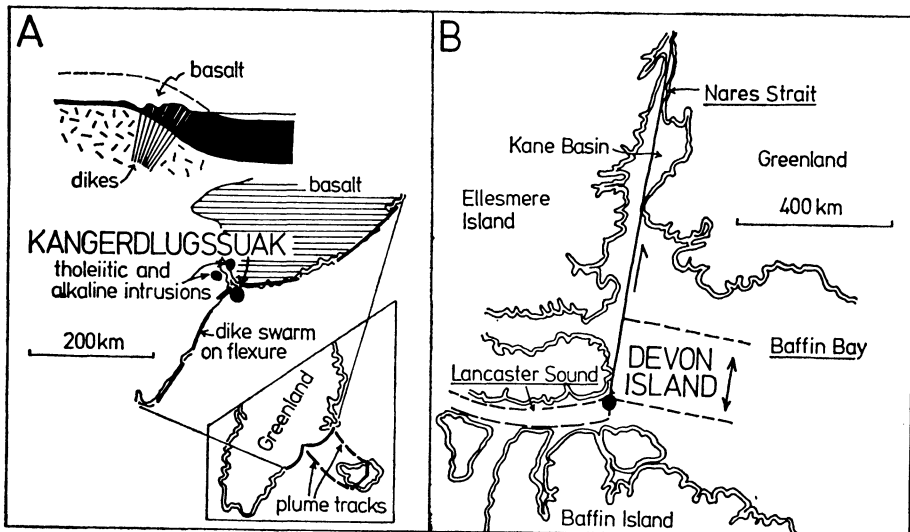 A
basalt
dikes
basalt
KANGERDLUGSSUAK
tholeiitic and
alkaline intrusions
200km
dike swarm
on flexure
Greenland
plume tracks
B
Nares Strait
Kane Basin
Greenland
Ellesmere
Island
400 km
Baffin Bay
DEVON
ISLAND
Lancaster Sound
Baffin Island